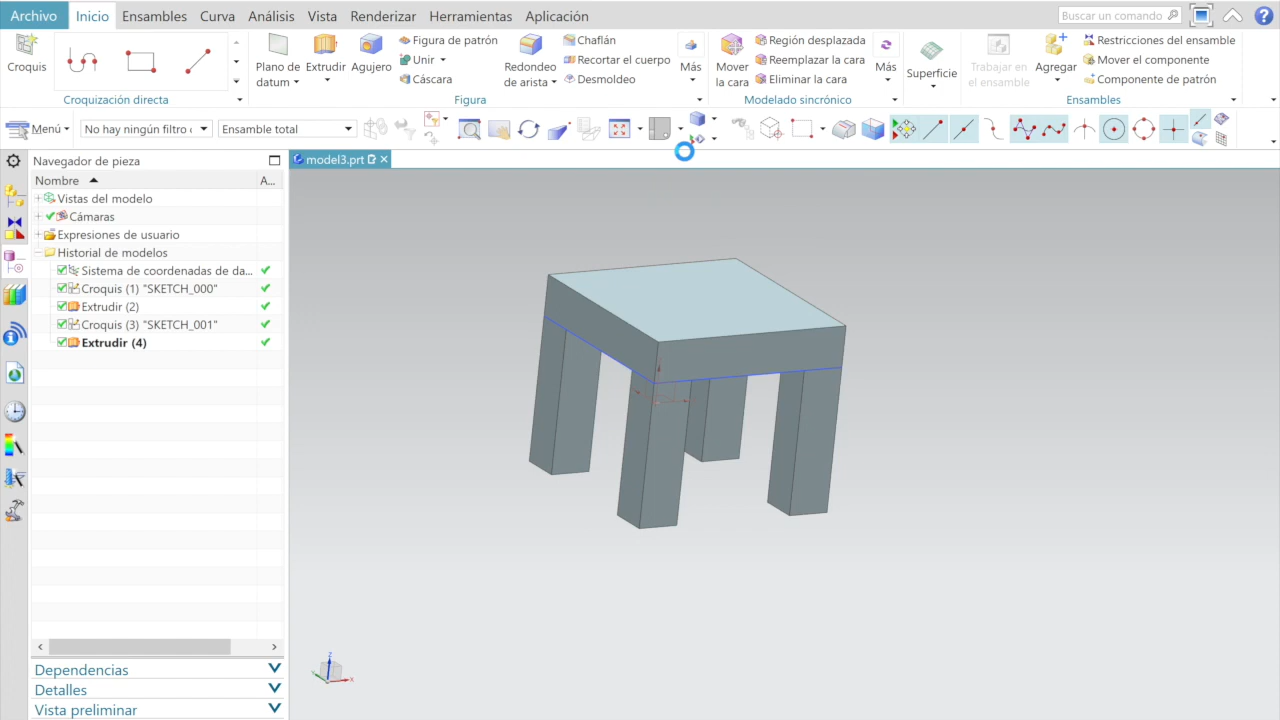 Archivo Inicio Ensambles Curva Análisis Vista Renderizar Herramientas Aplicación Buscar un comando
Croquis
Croquización directa
Plano de datum
Extrudir
Agujero
Figura de patrón
Unir
Cáscara
Redondeo de arista
Chaflán
Recortar el cuerpo
Desmoldeo
Más
Figura
Mover la cara
Región desplazada
Reemplazar la cara
Eliminar la cara
Más
Modelado sincrónico
Superficie
Trabajar en el ensamble
Agregar
Restricciones del ensamble
Mover el componente
Componente de patrón
Ensambles
Menú No hay ningún filtro Ensamble total
Navegador de pieza
model3.prt
Nombre A...
Vistas del modelo
Cámaras
Expresiones de usuario
Historial de modelos
Sistema de coordenadas de da...
Croquis (1) "SKETCH_000"
Extrudir (2)
Croquis (3) "SKETCH_001"
Extrudir (4)
Dependencias
Detalles
Vista preliminar
Z
Y
X